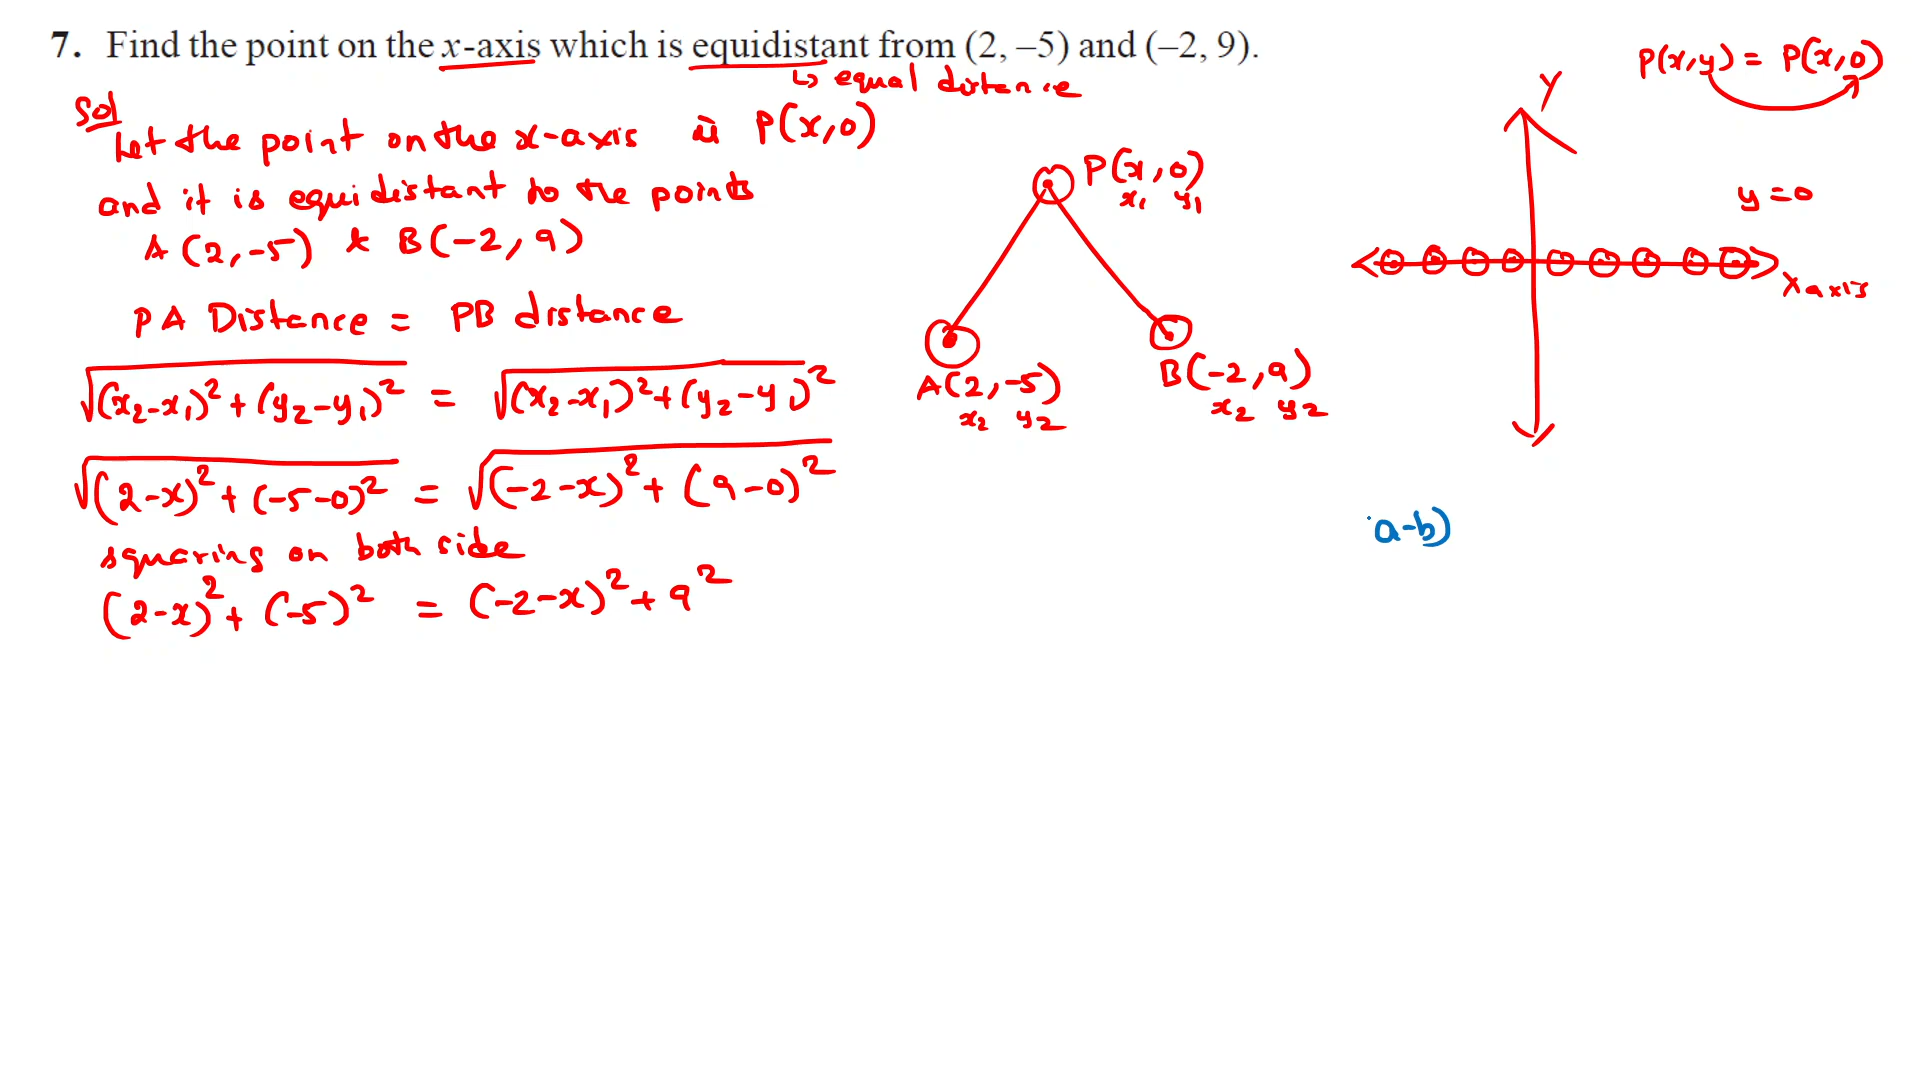 7. Find the point on the x-axis which is equidistant from (2, –5) and (–2, 9).
↳ equal distance
P(x,y) = P(x,0)
Sol
Let the point on the x-axis is P(x,0)
and it is equidistant to the points
A(2,-5) & B(-2,9)
PA Distance = PB distance
√(x₂-x₁)²+(y₂-y₁)² = √(x₂-x₁)²+(y₂-y₁)²
√(2-x)²+(-5-0)² = √(-2-x)²+(9-0)²
squaring on both side
(2-x)²+(-5)² = (-2-x)²+9²
P(x,0)
x₁ y₁
A(2,-5)
x₂ y₂
B(-2,9)
x₂ y₂
Y
y=0
X axis
a-b)